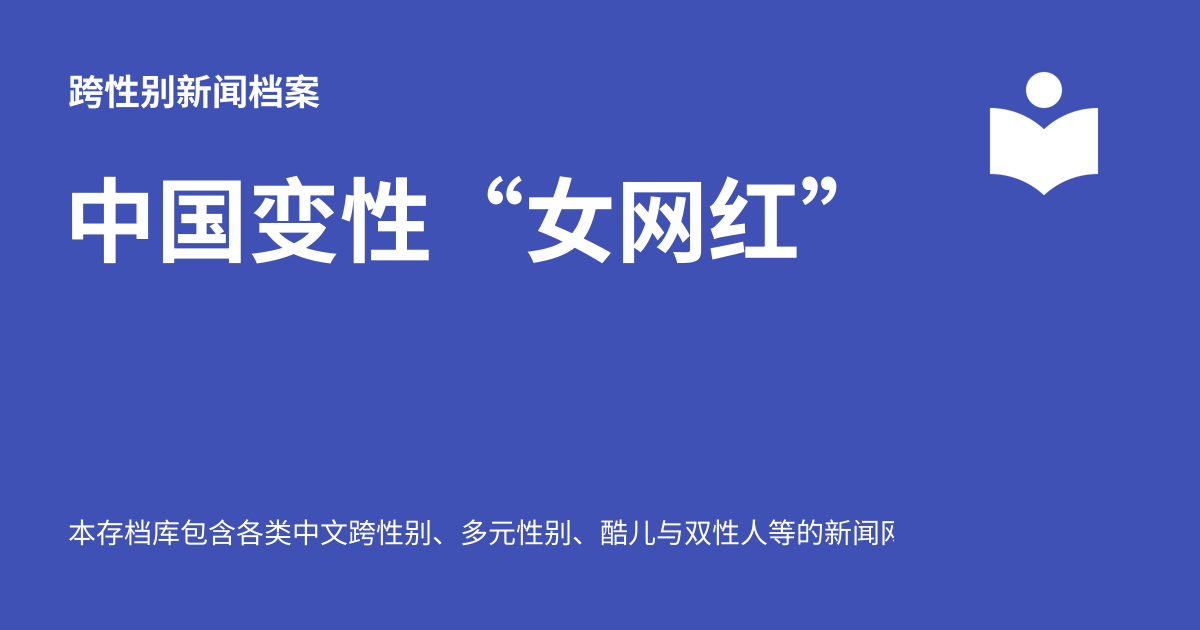 跨性别新闻档案
中国变性“女网红”
本存档库包含各类中文跨性别、多元性别、酷儿与双性人等的新闻